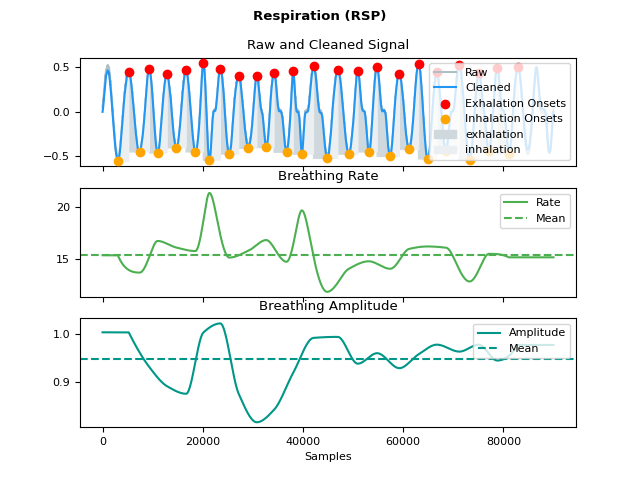 Respiration (RSP)
Raw and Cleaned Signal
0.5
0.0
−0.5
Raw
Cleaned
Exhalation Onsets
Inhalation Onsets
exhalation
inhalation
Breathing Rate
20
15
Rate
Mean
Breathing Amplitude
1.0
0.9
Amplitude
Mean
0 20000 40000 60000 80000
Samples